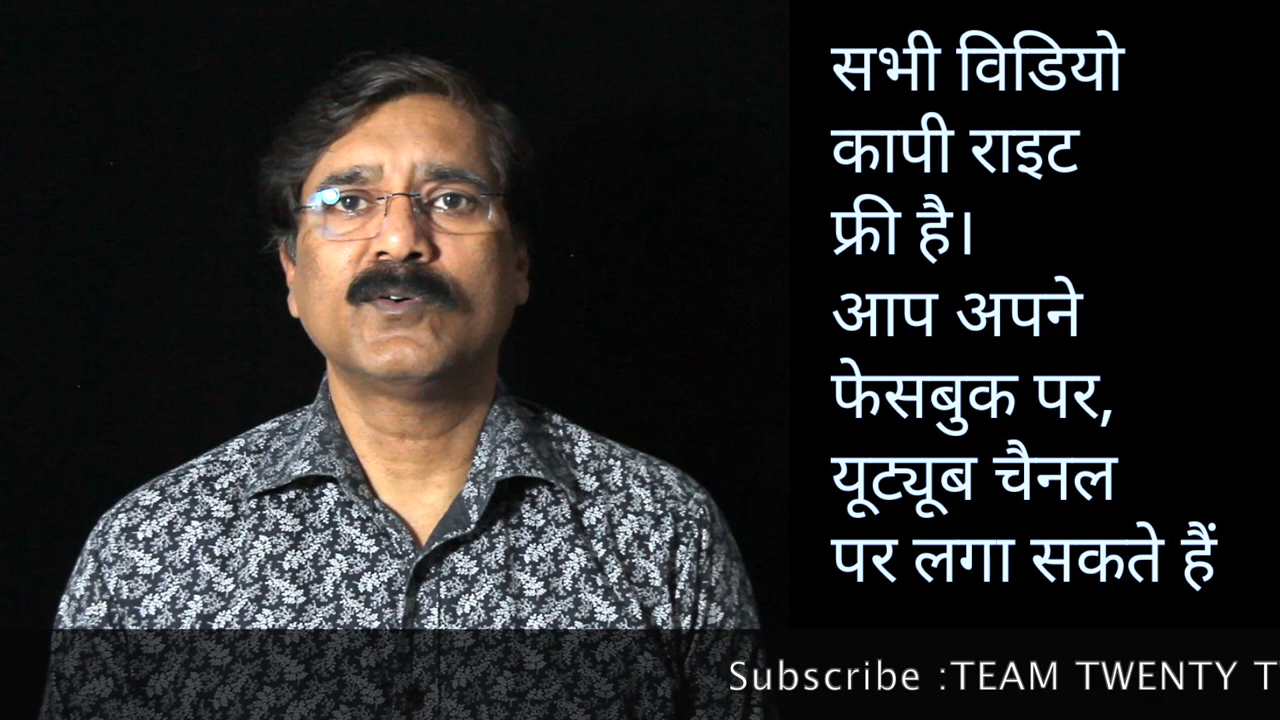 सभी विडियो
कापी राइट
फ्री है।
आप अपने
फेसबुक पर,
यूट्यूब चैनल
पर लगा सकते हैं
Subscribe :TEAM TWENTY T